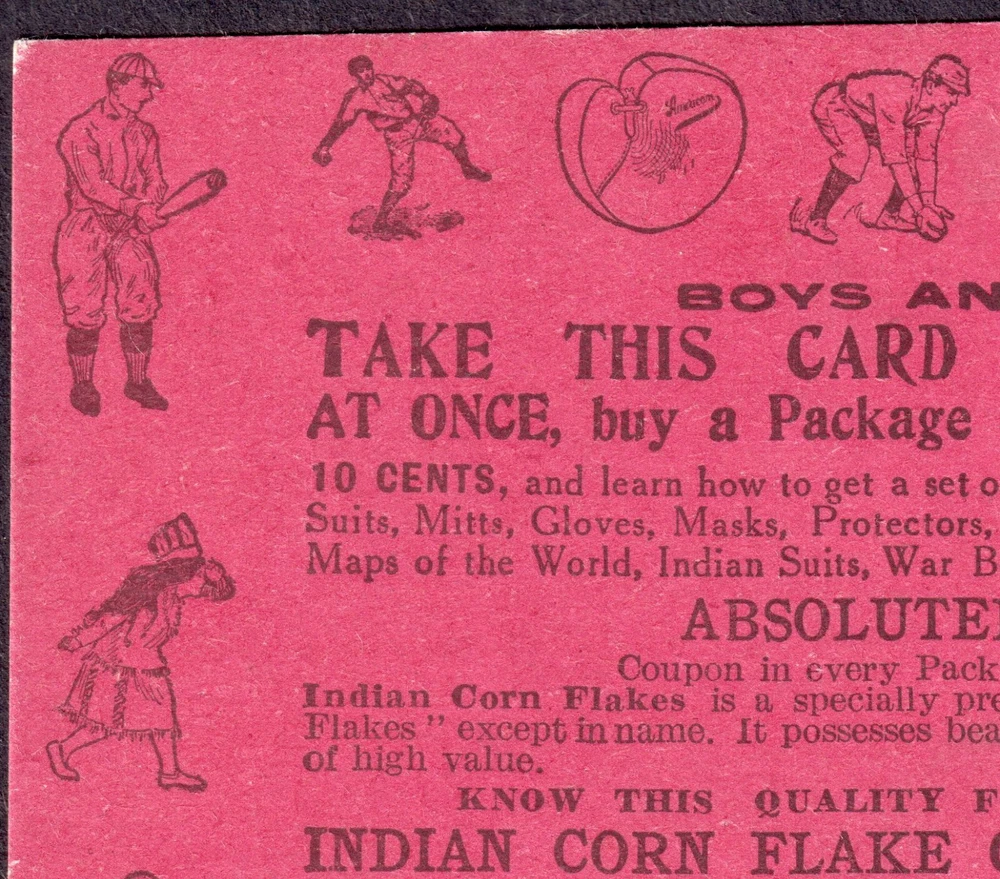 American
BOYS AN
TAKE THIS CARD
AT ONCE, buy a Package
10 CENTS, and learn how to get a set o
Suits, Mitts, Gloves, Masks, Protectors,
Maps of the World, Indian Suits, War B
ABSOLUTE
Coupon in every Pack
Indian Corn Flakes is a specially pre
Flakes" except in name. It possesses bea
of high value.
KNOW THIS QUALITY F
INDIAN CORN FLAKE